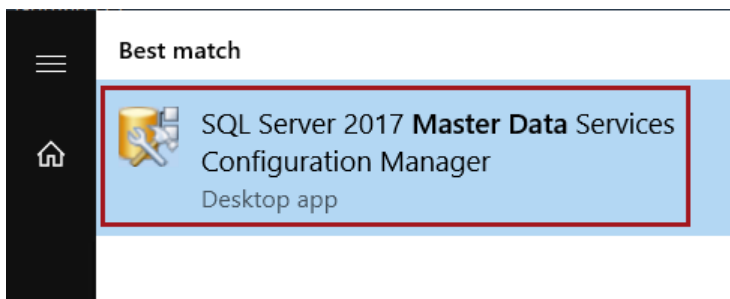 Best match
SQL Server 2017 Master Data Services
Configuration Manager
Desktop app